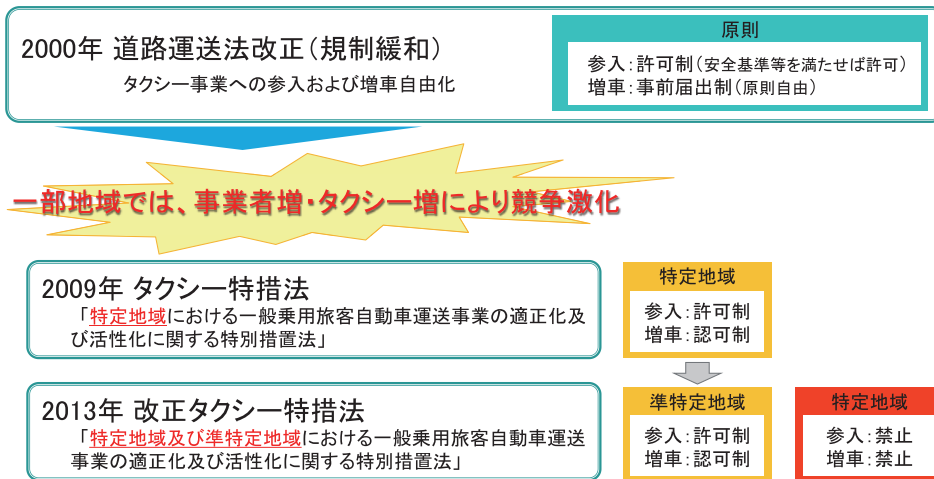 2000年 道路運送法改正（規制緩和）
タクシー事業への参入および増車自由化
原則
参入：許可制（安全基準等を満たせば許可）
増車：事前届出制（原則自由）
一部地域では、事業者増・タクシー増により競争激化
2009年 タクシー特措法
「特定地域における一般乗用旅客自動車運送事業の適正化及
び活性化に関する特別措置法」
特定地域
参入：許可制
増車：認可制
2013年 改正タクシー特措法
「特定地域及び準特定地域における一般乗用旅客自動車運送
事業の適正化及び活性化に関する特別措置法」
準特定地域
参入：許可制
増車：認可制
特定地域
参入：禁止
増車：禁止